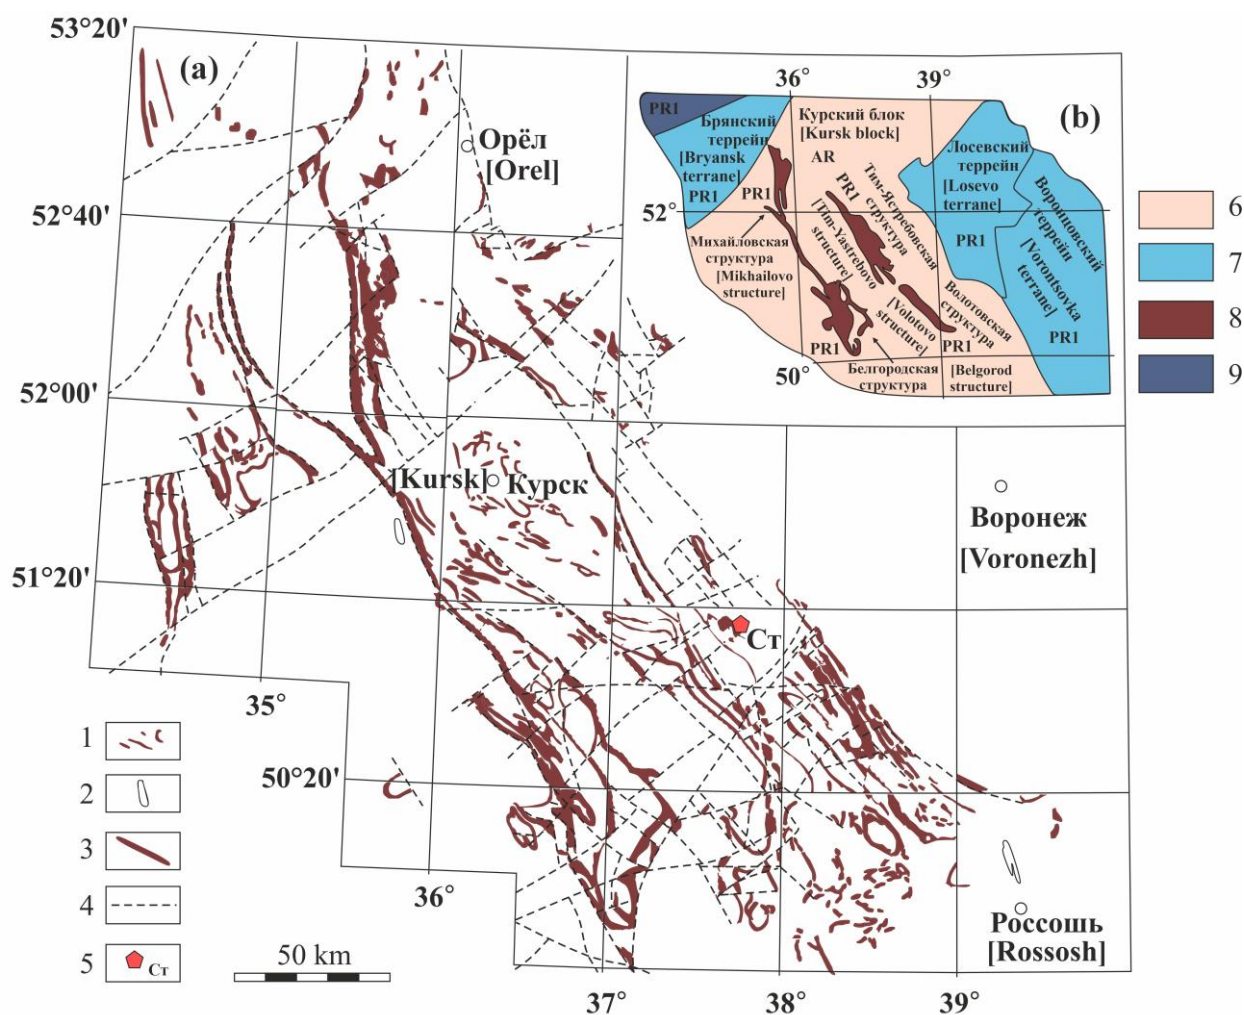 53°20'
(a)
Орёл
[Orel]
52°40'
52°00'
[Kursk]
Курск
51°20'
Воронеж
[Voronezh]
Ст
35°
50°20'
36°
Россошь
[Rossosh]
37°
38°
39°
1
2
3
4
5
Ст
50 km
36°
39°
(b)
PR1
Брянский
террейн
[Bryansk
terrane]
PR1
Курский блок
[Kursk block]
AR
Лосевский
террейн
[Losevo
terrane]
PR1
Воронцовский
террейн
[Vorontsovka
terrane]
PR1
52°
PR1
PR1
Тим-Ястребовская
структура
[Tim-Yastrebovo
structure]
Михайловская
структура
[Mikhailovo
structure]
Волотовская
структура
[Volotovo
structure]
PR1
PR1
50°
Белгородская
структура
[Belgorod
structure]
6
7
8
9